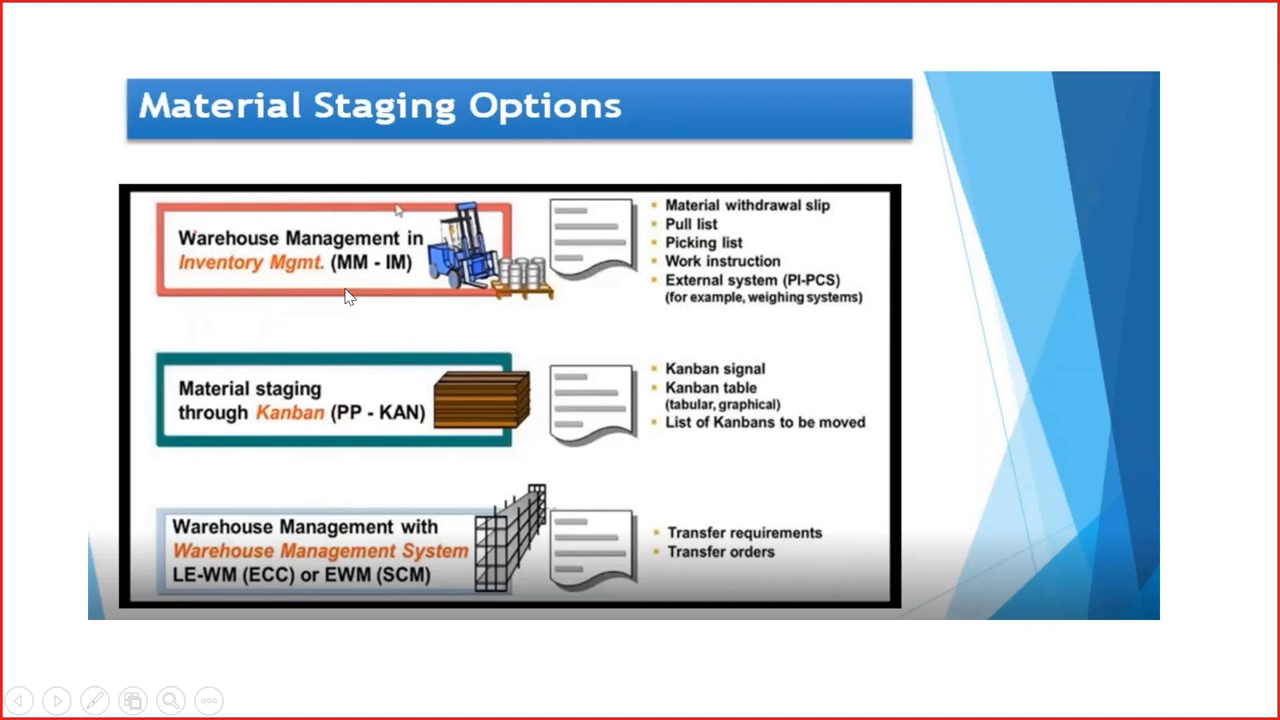 Material Staging Options
Warehouse Management in
Inventory Mgmt. (MM - IM)
Material withdrawal slip
Pull list
Picking list
Work instruction
External system (PI-PCS)
(for example, weighing systems)
Material staging
through Kanban (PP - KAN)
Kanban signal
Kanban table
(tabular, graphical)
List of Kanbans to be moved
Warehouse Management with
Warehouse Management System
LE-WM (ECC) or EWM (SCM)
Transfer requirements
Transfer orders